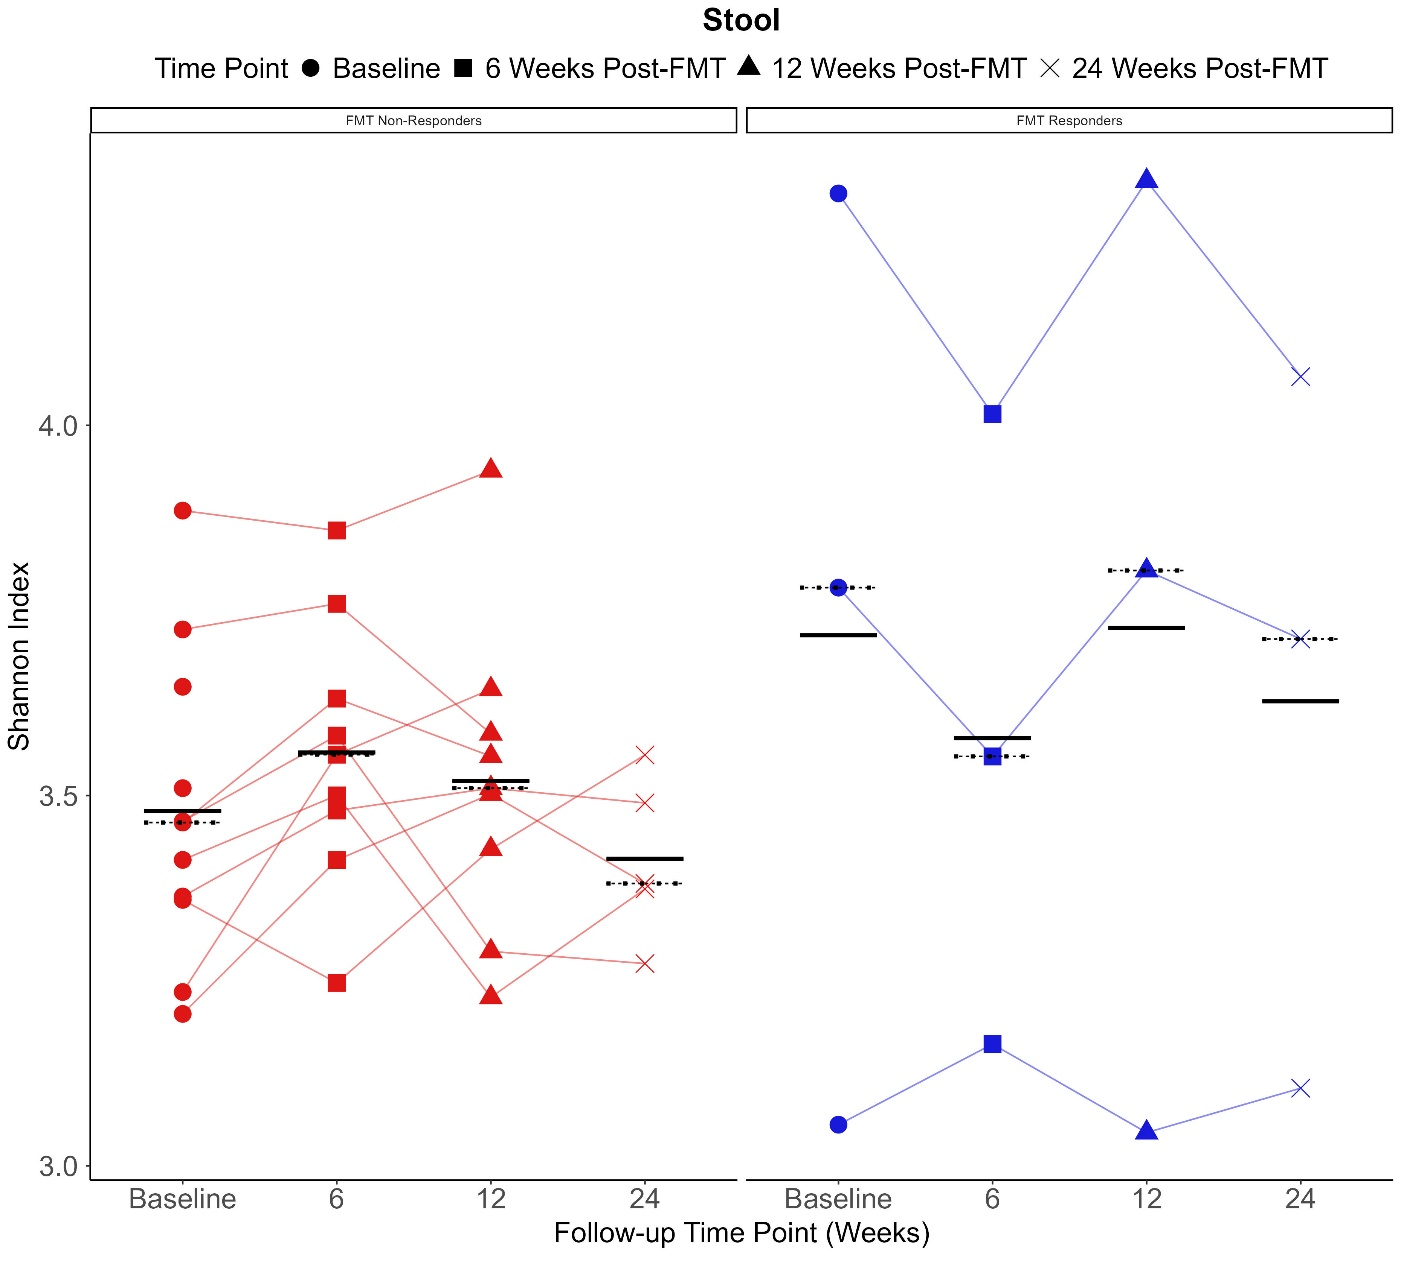 Stool
Time Point Baseline 6 Weeks Post-FMT 12 Weeks Post-FMT 24 Weeks Post-FMT
FMT Non-Responders FMT Responders
Shannon Index
4.0
3.5
3.0
Baseline 6 12 24 Baseline 6 12 24
Follow-up Time Point (Weeks)